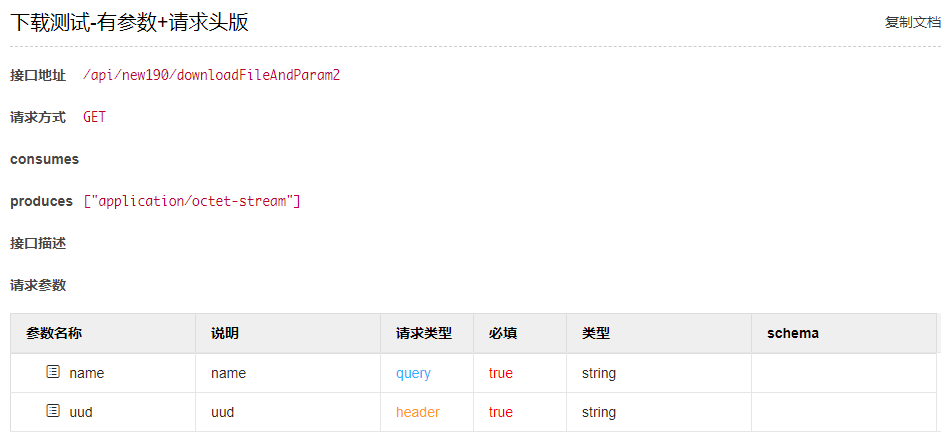 下载测试-有参数+请求头版 复制文档
接口地址 /api/new190/downloadFileAndParam2
请求方式 GET
consumes
produces ["application/octet-stream"]
接口描述
请求参数
参数名称 说明 请求类型 必填 类型 schema
name name query true string
uud uud header true string